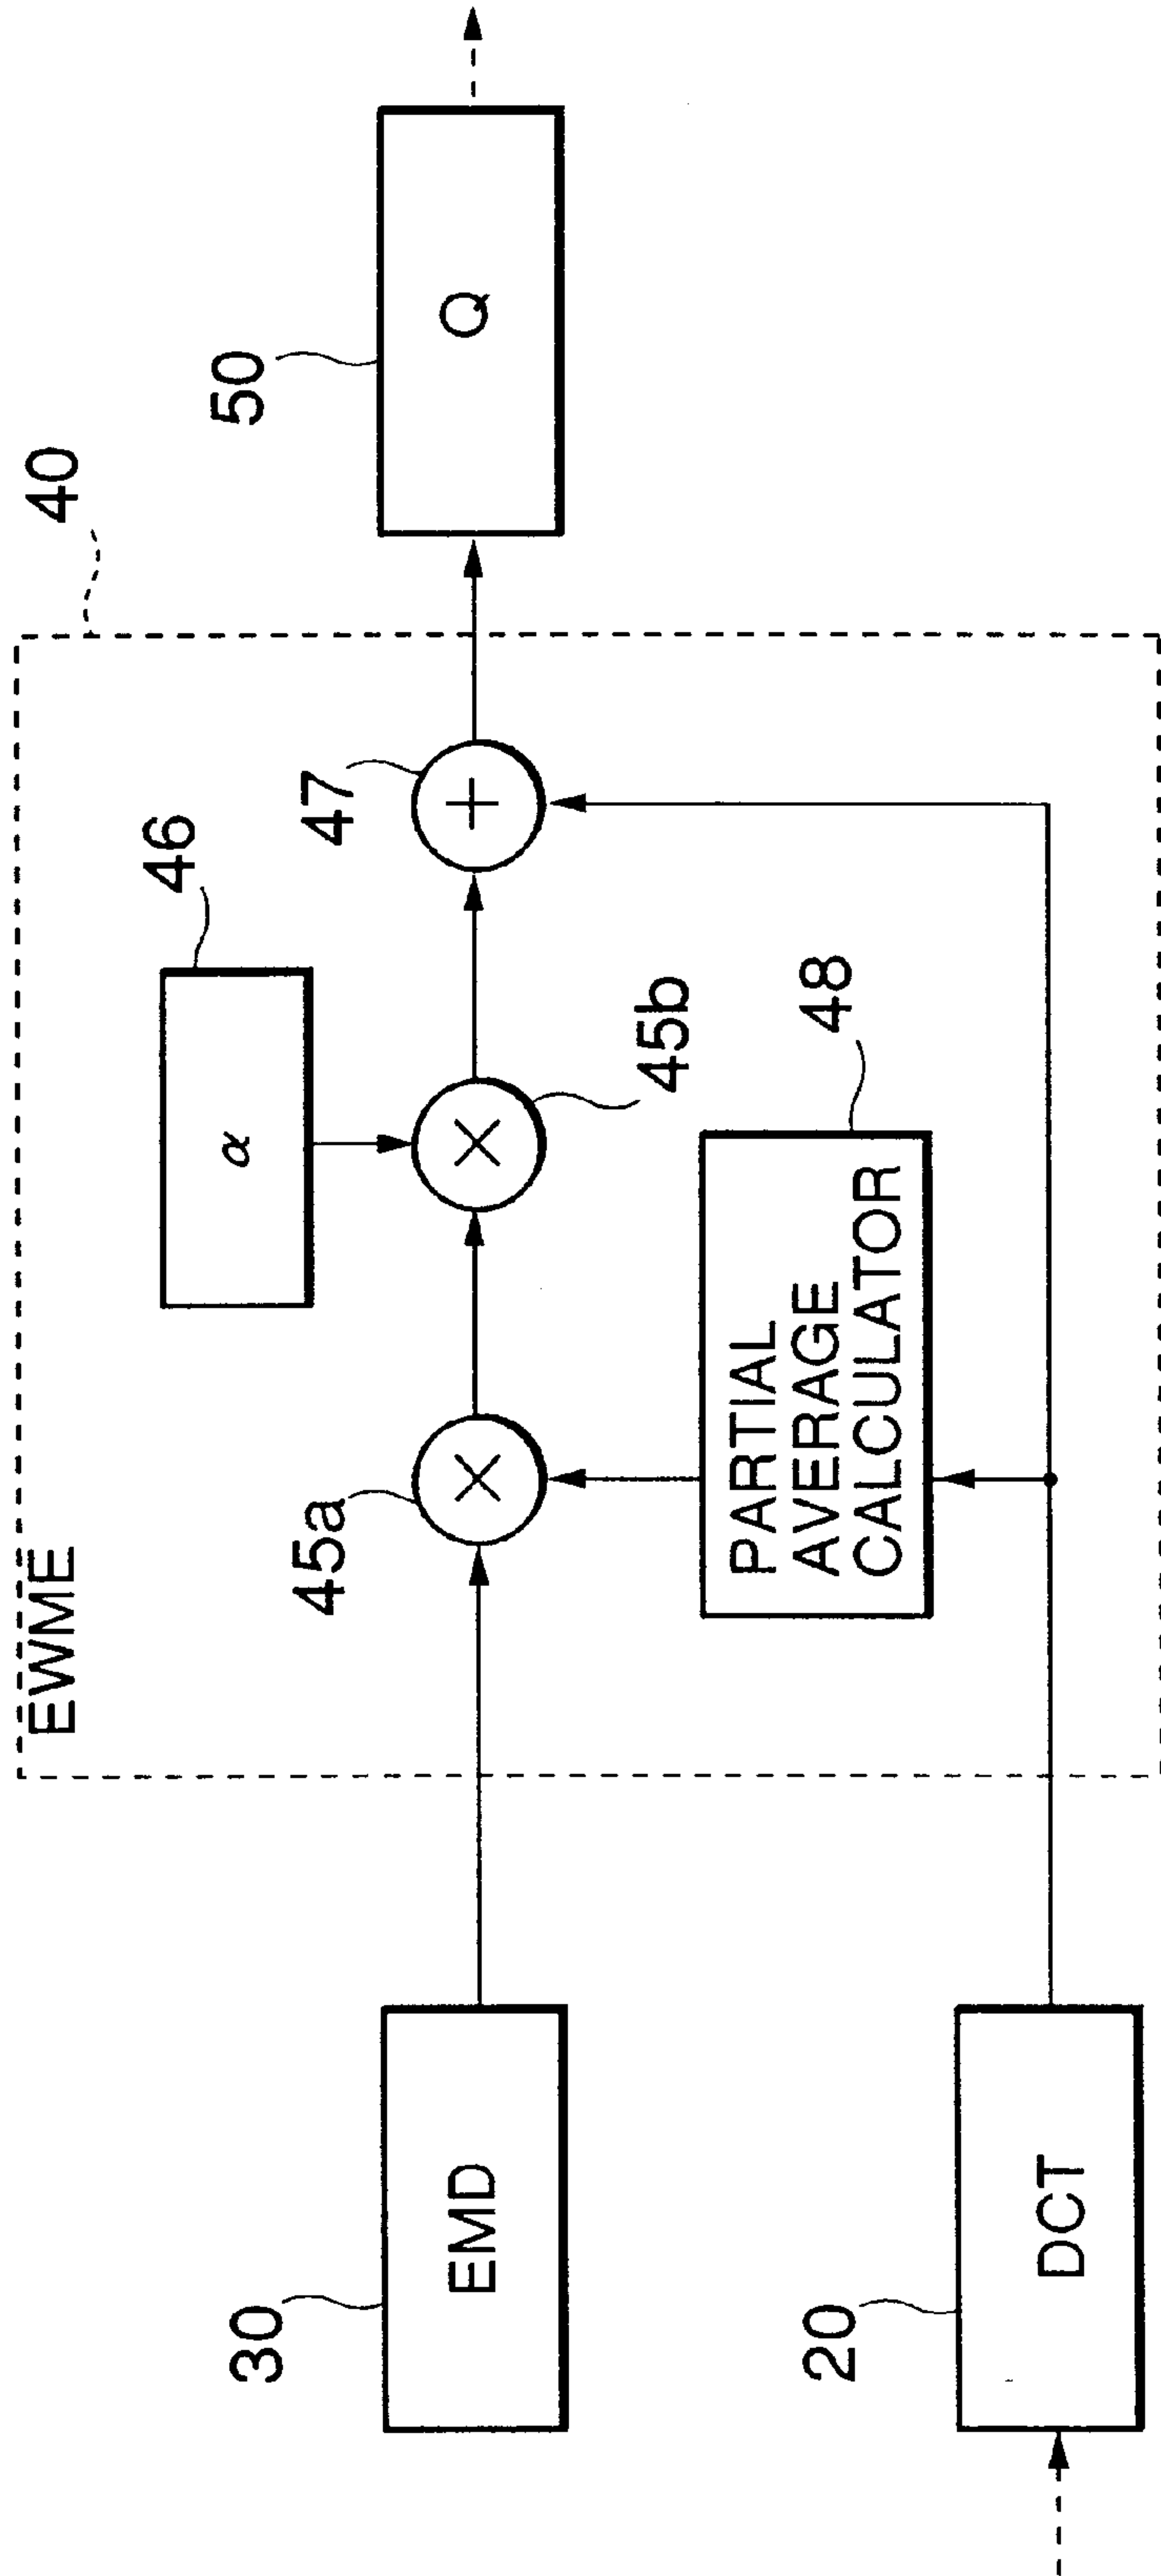 EWME
40
46
α
47
+
50
Q
45a
×
×
45b
30
EMD
PARTIAL
AVERAGE
CALCULATOR
48
20
DCT